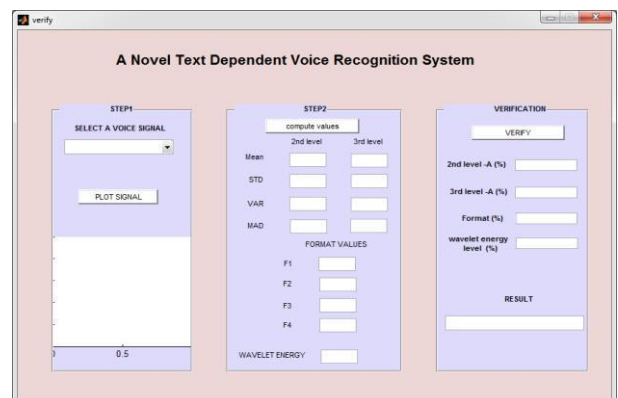 verify
A Novel Text Dependent Voice Recognition System
STEP1
SELECT A VOICE SIGNAL
PLOT SIGNAL
0
0.5
STEP2
compute values
2nd level 3rd level
Mean
STD
VAR
MAD
FORMAT VALUES
F1
F2
F3
F4
WAVELET ENERGY
VERIFICATION
VERIFY
2nd level -A (%)
3rd level -A (%)
Format (%)
wavelet energy
level (%)
RESULT